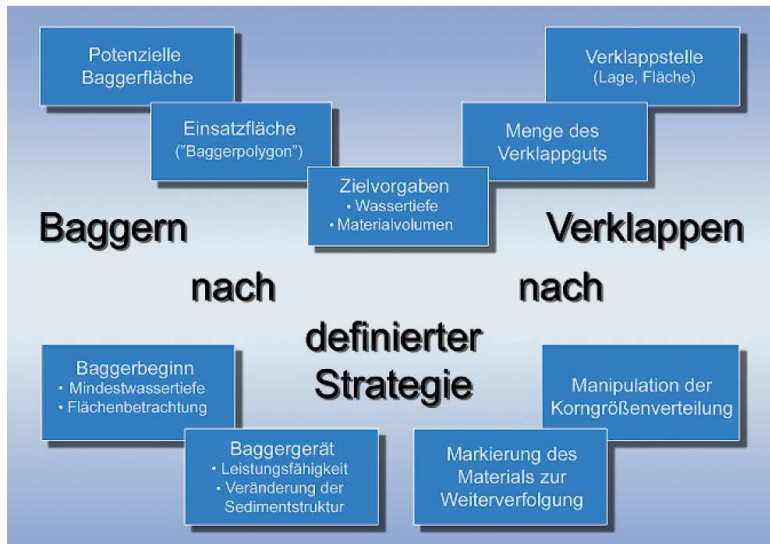 Potenzielle
Baggerfläche
Verklappstelle
(Lage, Fläche)
Einsatzfläche
("Baggerpolygon")
Menge des
Verklappguts
Zielvorgaben
• Wassertiefe
• Materialvolumen
Baggern
Verklappen
nach
nach
definierter
Strategie
Baggerbeginn
• Mindestwassertiefe
• Flächenbetrachtung
Manipulation der
Korngrößenverteilung
Baggergerät
• Leistungsfähigkeit
• Veränderung der
Sedimentstruktur
Markierung des
Materials zur
Weiterverfolgung